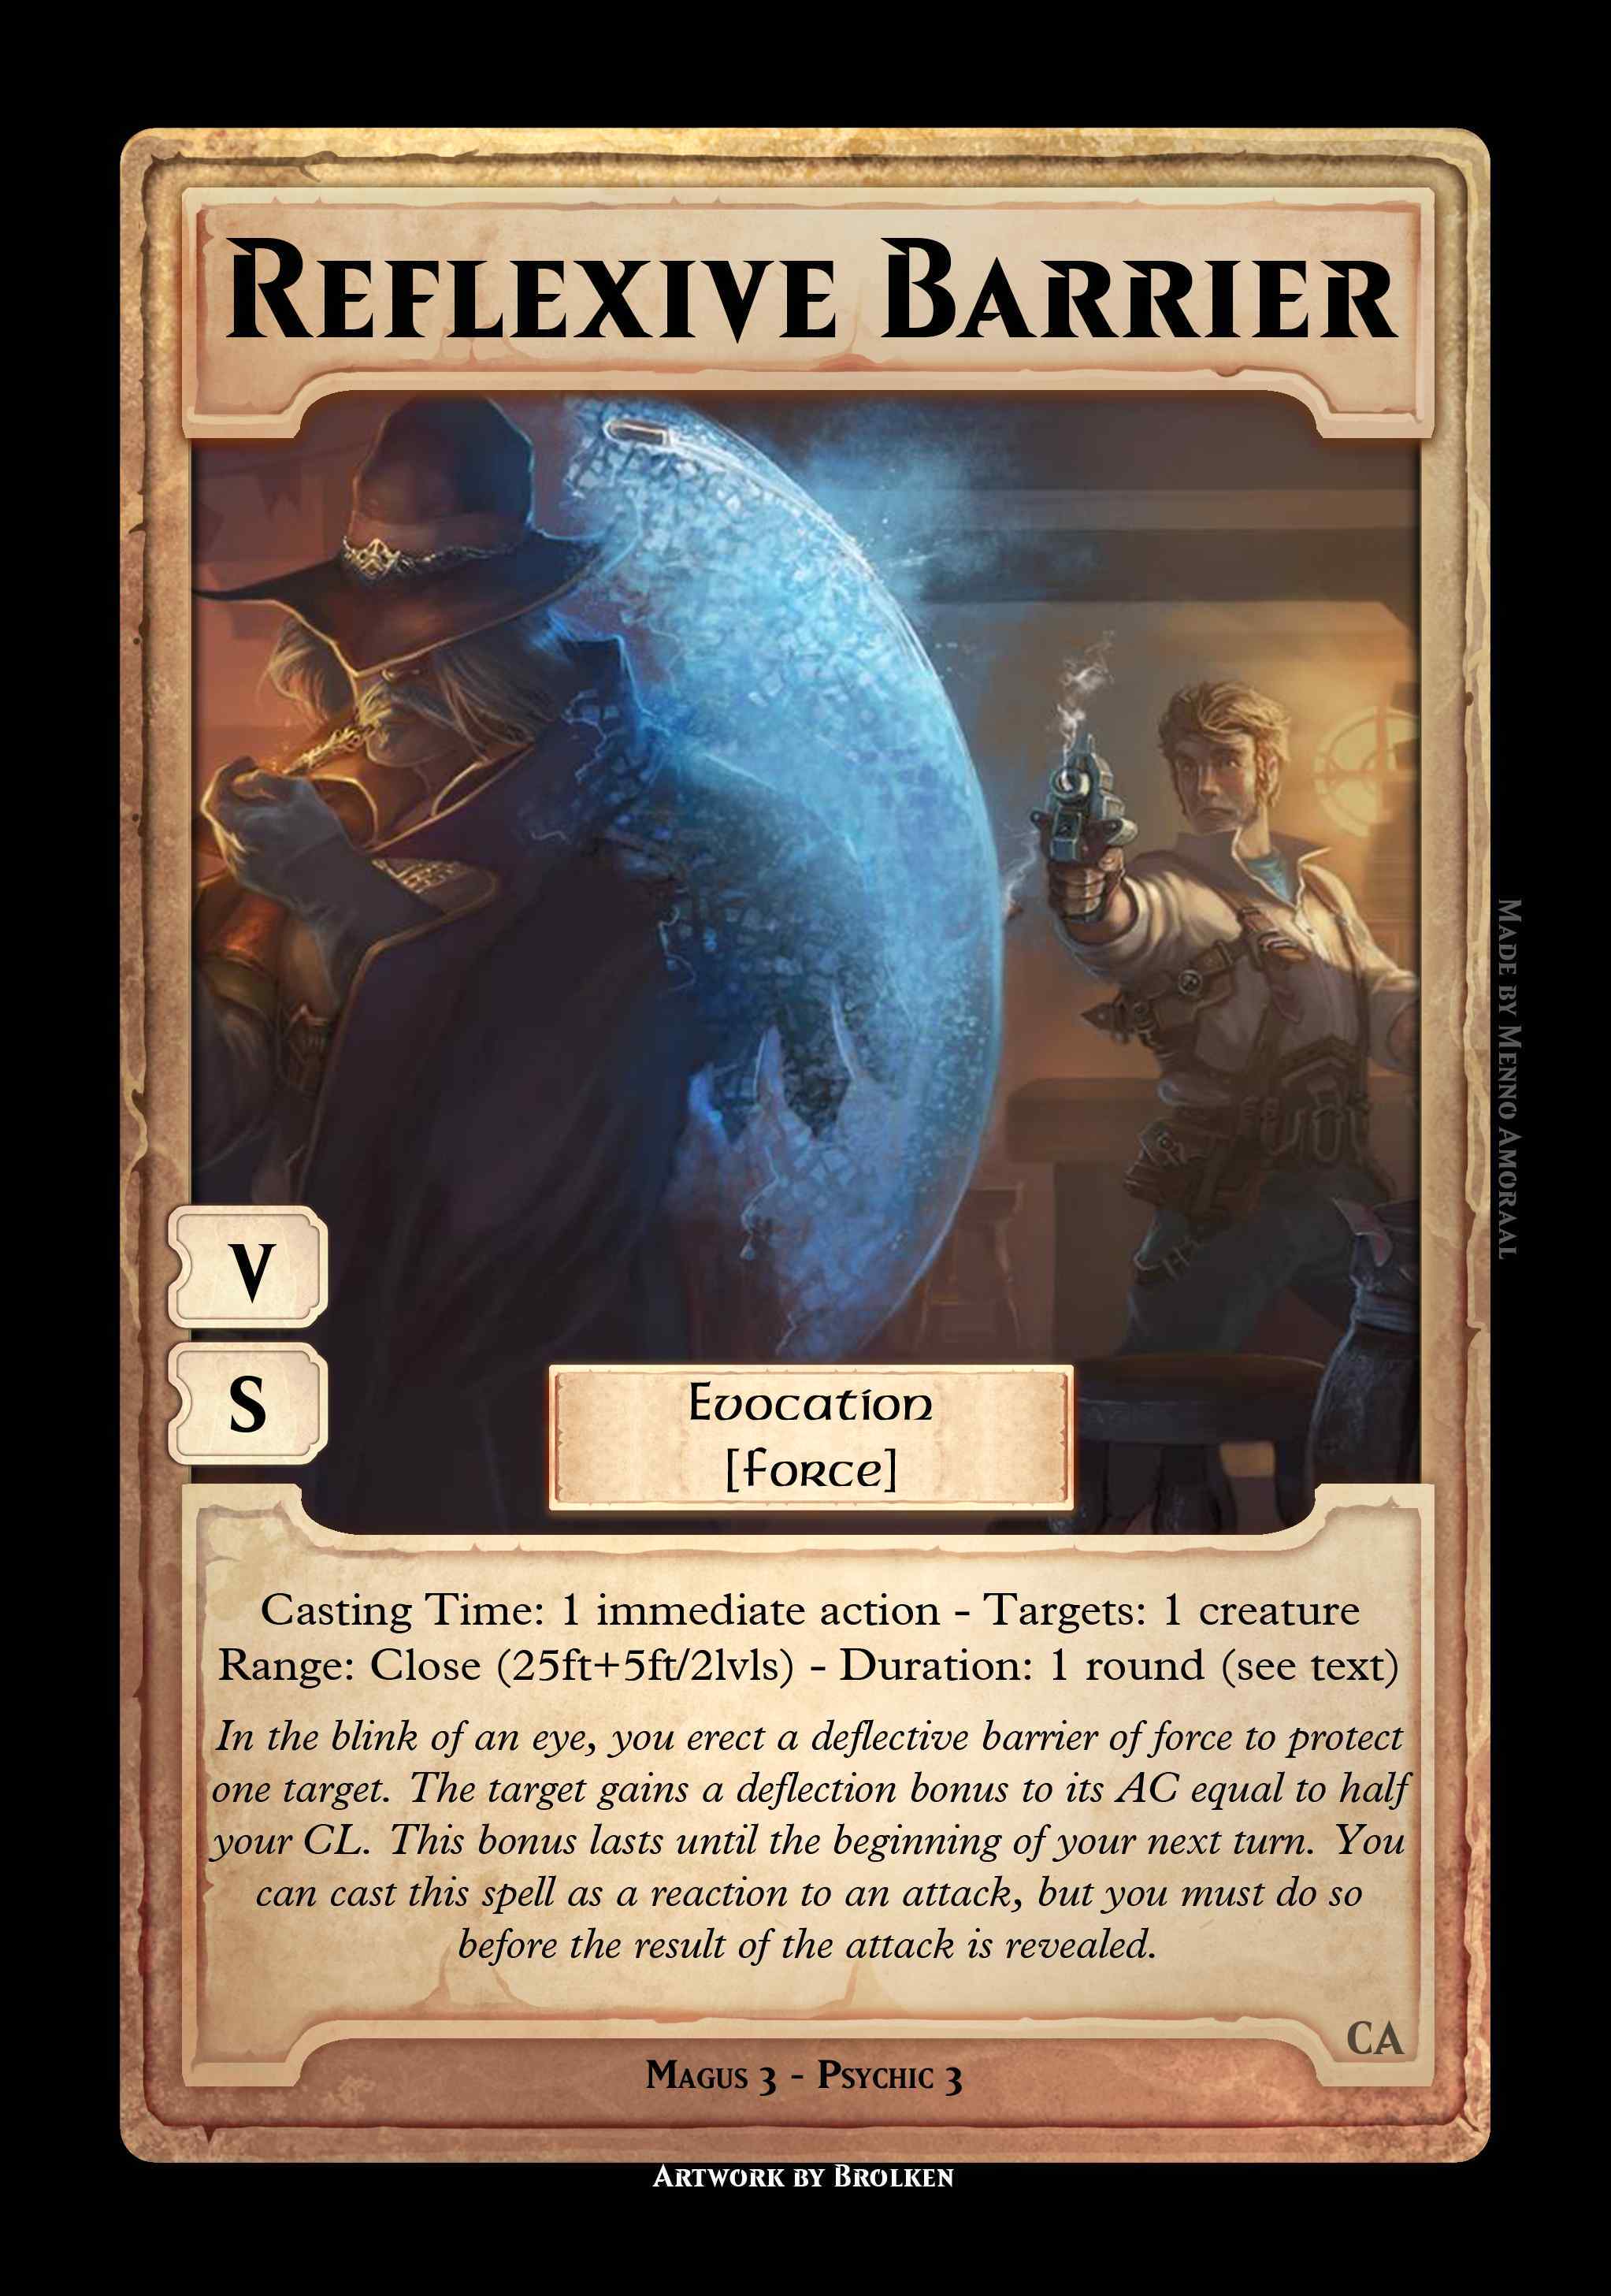 Reflexive Barrier
V
S
Evocation
[Force]
Casting Time: 1 immediate action - Targets: 1 creature
Range: Close (25ft+5ft/2lvls) - Duration: 1 round (see text)
In the blink of an eye, you erect a deflective barrier of force to protect
one target. The target gains a deflection bonus to its AC equal to half
your CL. This bonus lasts until the beginning of your next turn. You
can cast this spell as a reaction to an attack, but you must do so
before the result of the attack is revealed.
CA
Magus 3 - Psychic 3
Artwork by Brolken
Made by Menno Amoraal